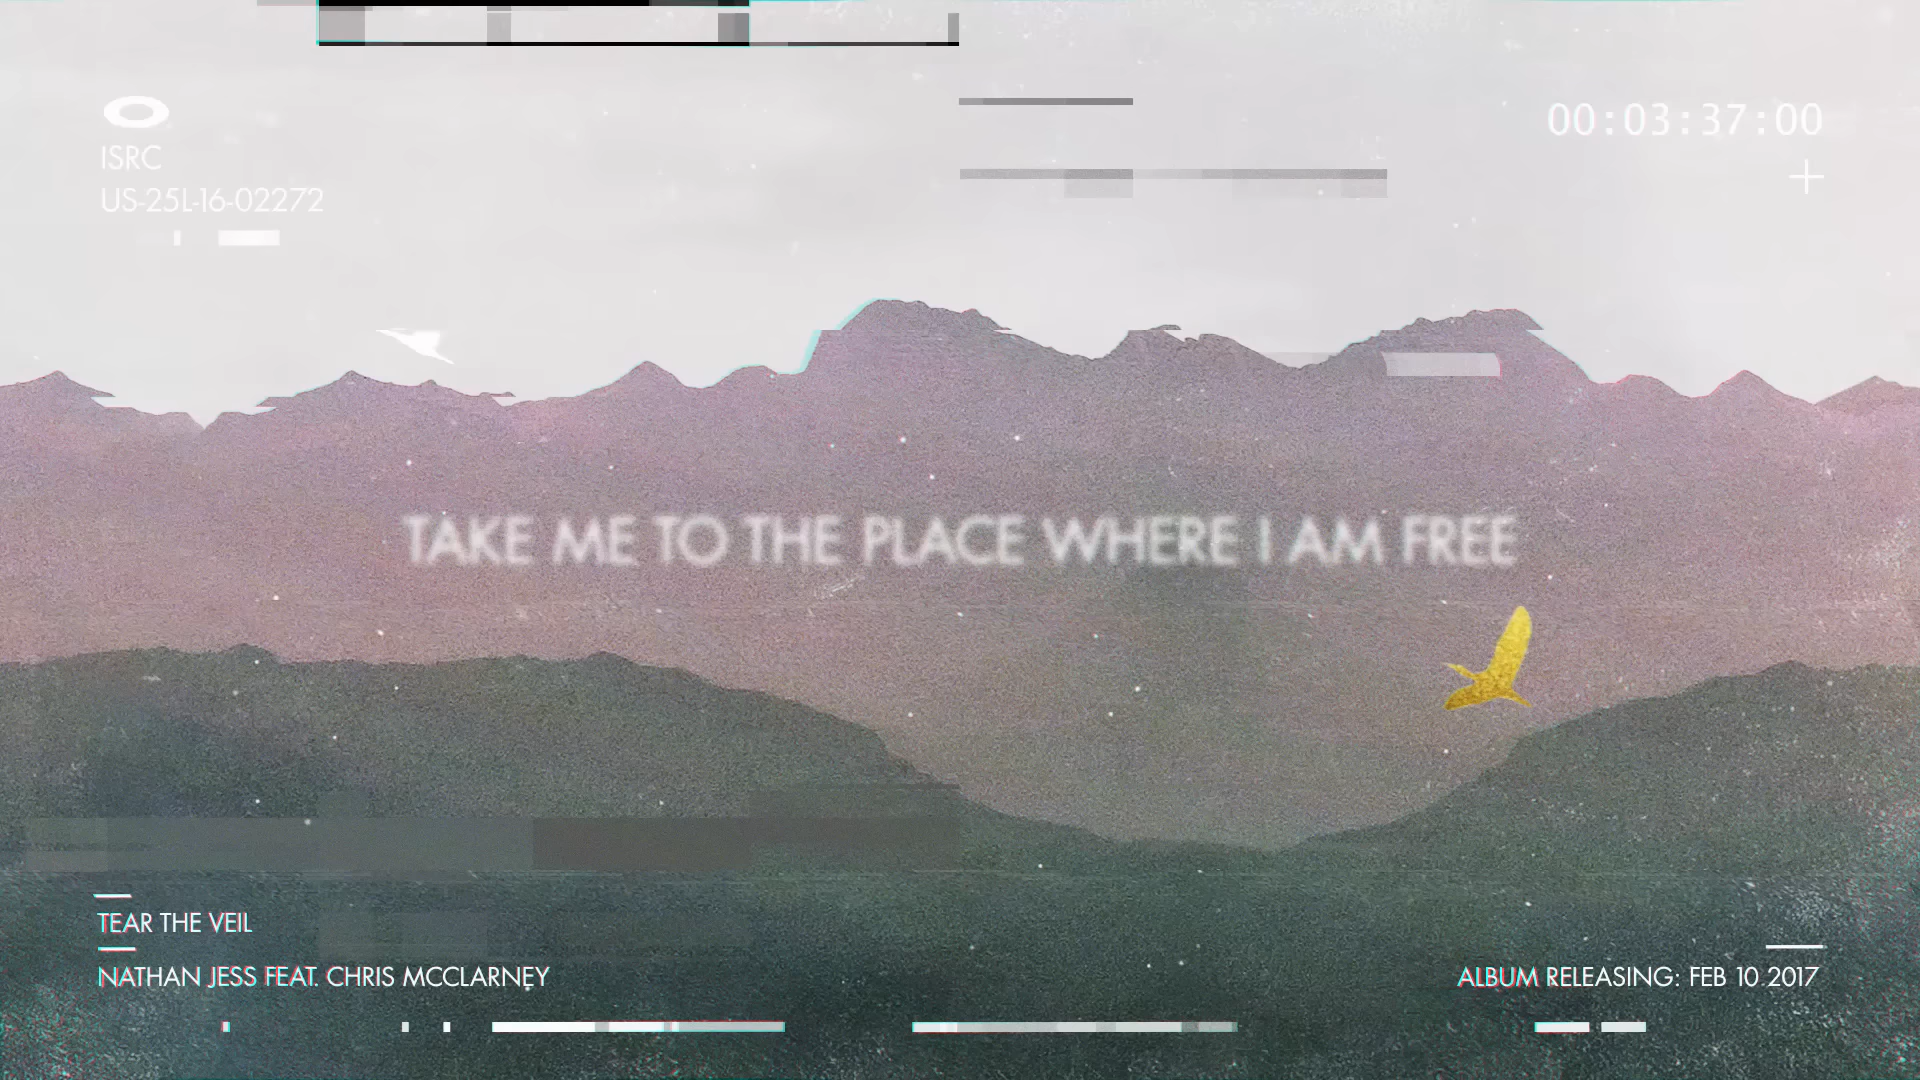 ISRC
US-25L-16-02272
00:03:37:00
TAKE ME TO THE PLACE WHERE I AM FREE
TEAR THE VEIL
NATHAN JESS FEAT. CHRIS MCCLARNEY
ALBUM RELEASING: FEB 10 2017